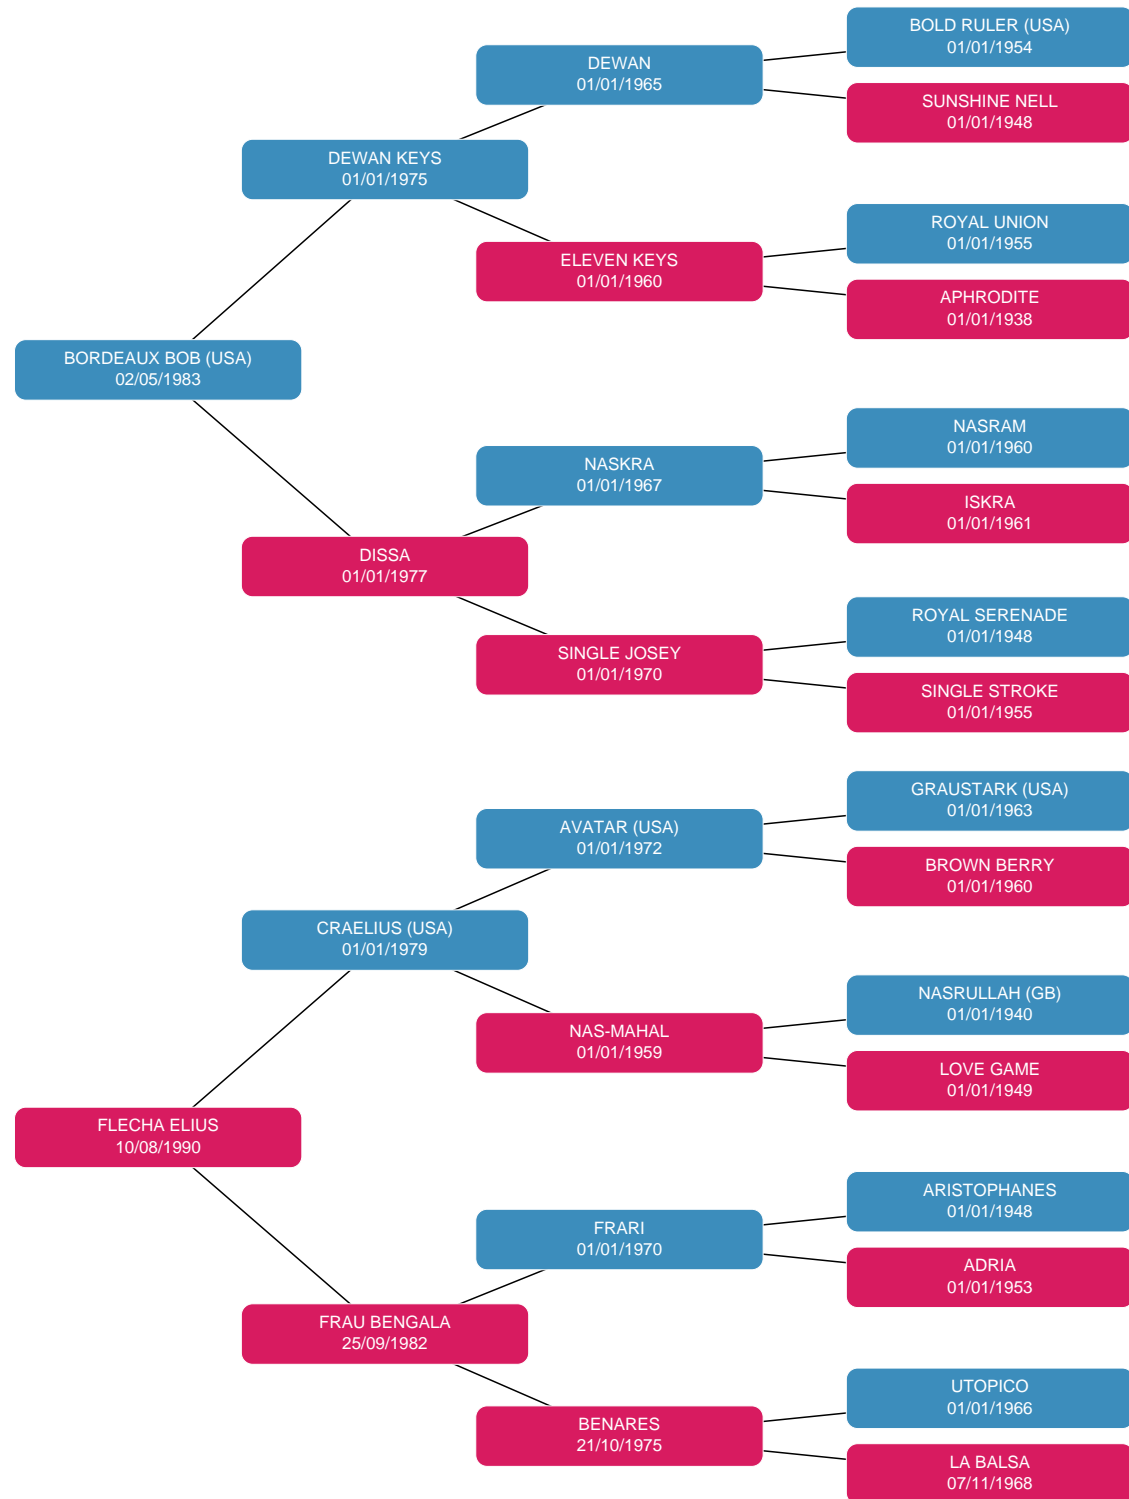 BOLD RULER (USA)
01/01/1954
DEWAN
01/01/1965
SUNSHINE NELL
01/01/1948
DEWAN KEYS
01/01/1975
ROYAL UNION
01/01/1955
ELEVEN KEYS
01/01/1960
APHRODITE
01/01/1938
BORDEAUX BOB (USA)
02/05/1983
NASRAM
01/01/1960
NASKRA
01/01/1967
ISKRA
01/01/1961
DISSA
01/01/1977
ROYAL SERENADE
01/01/1948
SINGLE JOSEY
01/01/1970
SINGLE STROKE
01/01/1955
GRAUSTARK (USA)
01/01/1963
AVATAR (USA)
01/01/1972
BROWN BERRY
01/01/1960
CRAELIUS (USA)
01/01/1979
NASRULLAH (GB)
01/01/1940
NAS-MAHAL
01/01/1959
LOVE GAME
01/01/1949
FLECHA ELIUS
10/08/1990
ARISTOPHANES
01/01/1948
FRARI
01/01/1970
ADRIA
01/01/1953
FRAU BENGALA
25/09/1982
UTOPICO
01/01/1966
BENARES
21/10/1975
LA BALSA
07/11/1968